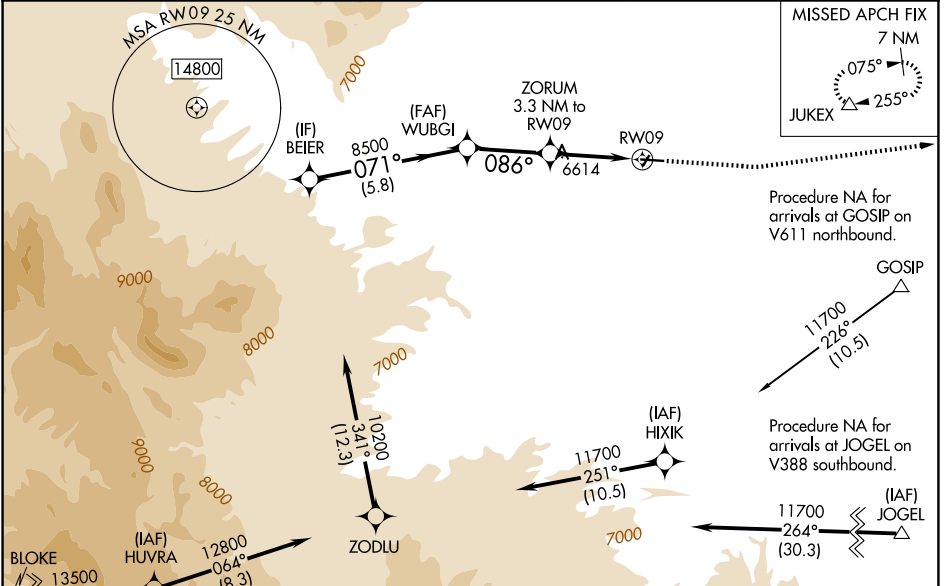 MSA RW09 25 NM
14800
7000
MISSED APCH FIX
7 NM
075°
255°
JUKEX
ZORUM
3.3 NM to
RW09
(FAF)
WUBGI
(IF)
BEIER
8500
071°
(5.8)
086°
6614
RW09
Procedure NA for
arrivals at GOSIP on
V611 northbound.
GOSIP
11700
226°
(10.5)
9000
8000
7000
10200
341°
(12.3)
ZODLU
(IAF)
HIXIK
11700
251°
(10.5)
Procedure NA for
arrivals at JOGEL on
V388 southbound.
(IAF)
JOGEL
11700
264°
(30.3)
7000
9000
8000
(IAF)
HUVRA
12800
064°
(8.3)
BLOKE
13500